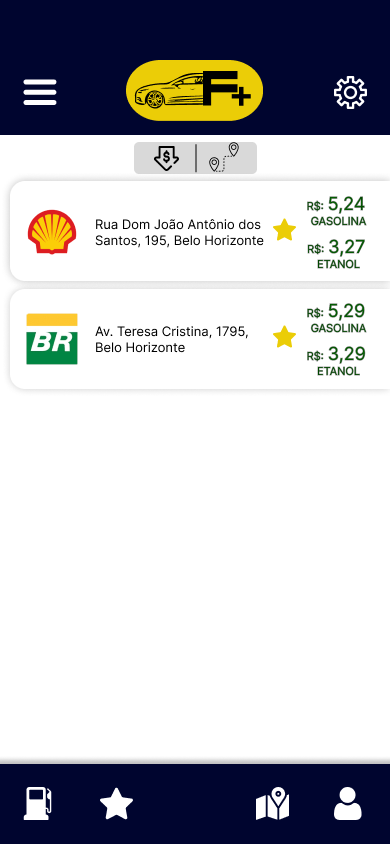 F+
$
Rua Dom João Antônio dos
Santos, 195, Belo Horizonte
R$: 5,24
GASOLINA
R$: 3,27
ETANOL
BR
Av. Teresa Cristina, 1795,
Belo Horizonte
R$: 5,29
GASOLINA
R$: 3,29
ETANOL